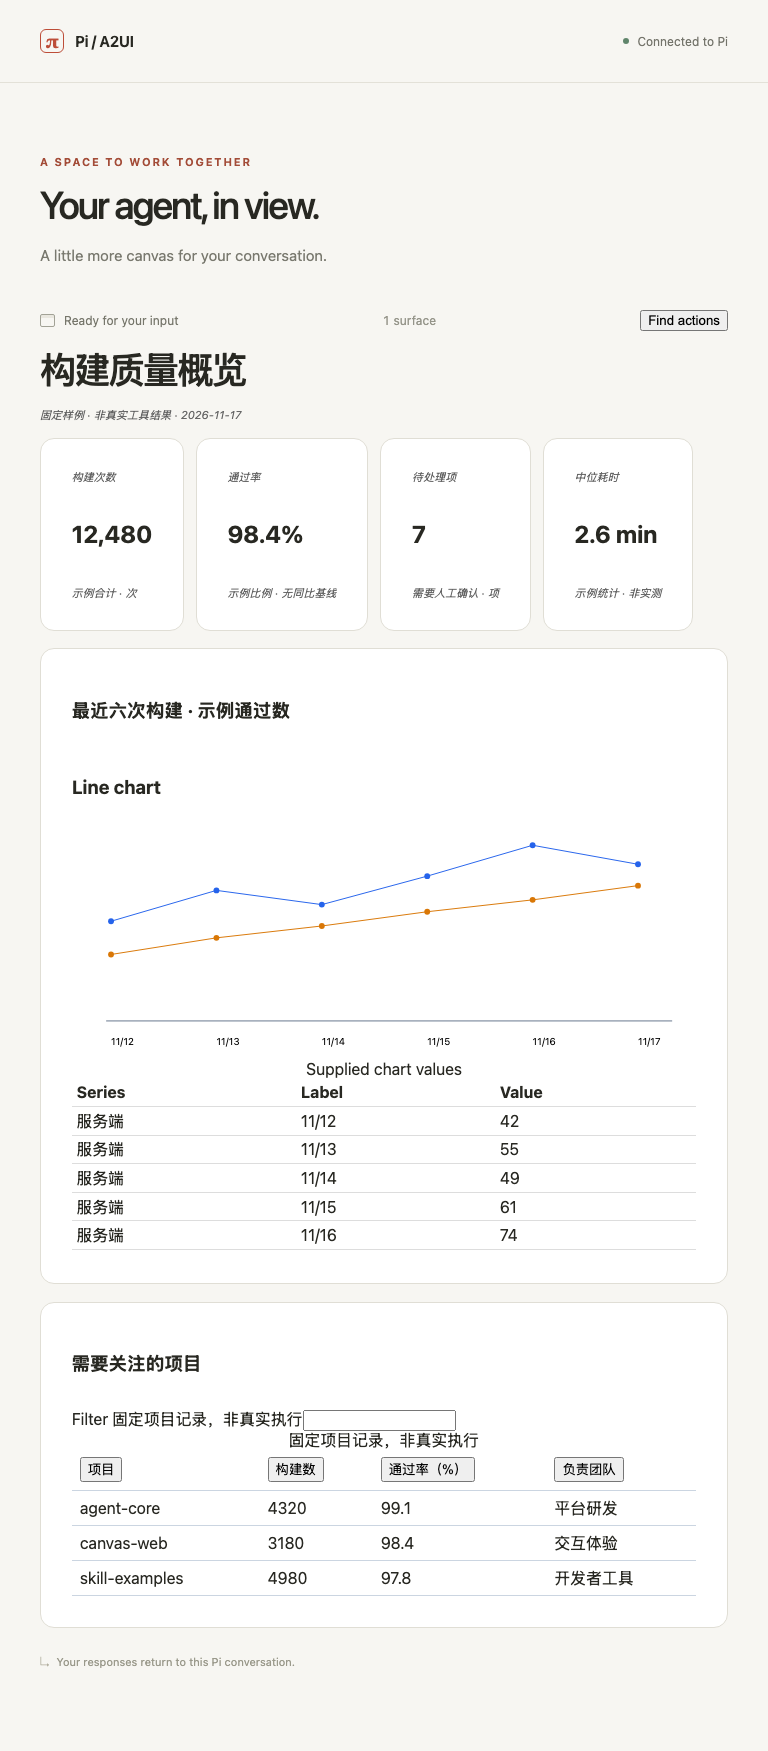 π Pi / A2UI
Connected to Pi
A SPACE TO WORK TOGETHER
Your agent, in view.
A little more canvas for your conversation.
Ready for your input
1 surface
Find actions
构建质量概览
固定样例 · 非真实工具结果 · 2026-11-17
构建次数
12,480
示例合计 · 次
通过率
98.4%
示例比例 · 无同比基线
待处理项
7
需要人工确认 · 项
中位耗时
2.6 min
示例统计 · 非实测
最近六次构建 · 示例通过数
Line chart
11/12 11/13 11/14 11/15 11/16 11/17
Supplied chart values
Series Label Value
服务端 11/12 42
服务端 11/13 55
服务端 11/14 49
服务端 11/15 61
服务端 11/16 74
需要关注的项目
Filter 固定项目记录，非真实执行
固定项目记录，非真实执行
项目 构建数 通过率（%） 负责团队
agent-core 4320 99.1 平台研发
canvas-web 3180 98.4 交互体验
skill-examples 4980 97.8 开发者工具
Your responses return to this Pi conversation.